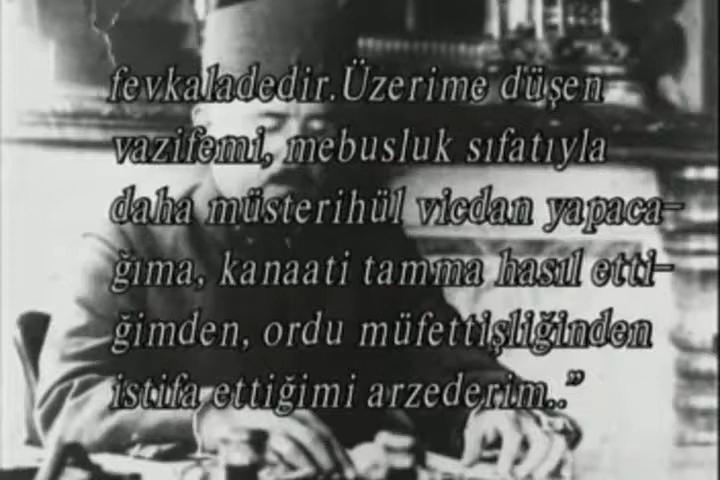 fevkaladedir.Üzerime düşen
vazifemi, mebusluk sıfatıyla
daha müsterihül vicdan yapaca-
ğıma, kanaati tamma hasıl etti-
ğimden, ordu müfettişliğinden
istifa ettiğimi arzederim..”